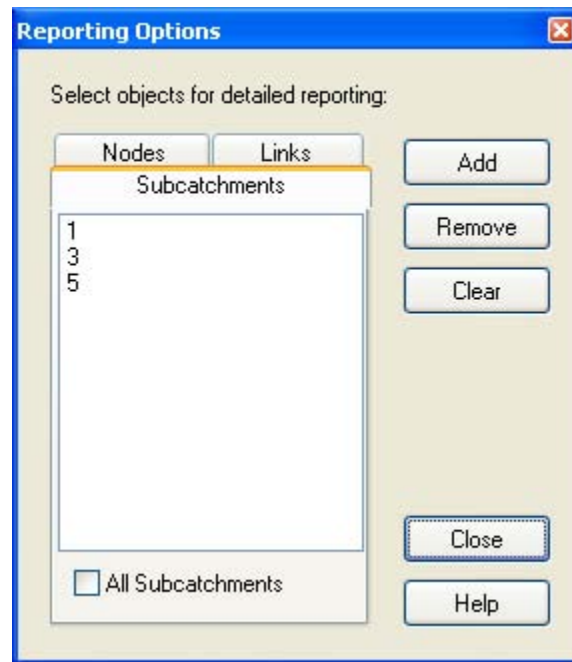 Reporting Options
Select objects for detailed reporting:
Nodes
Links
Subcatchments
1
3
5
All Subcatchments
Add
Remove
Clear
Close
Help